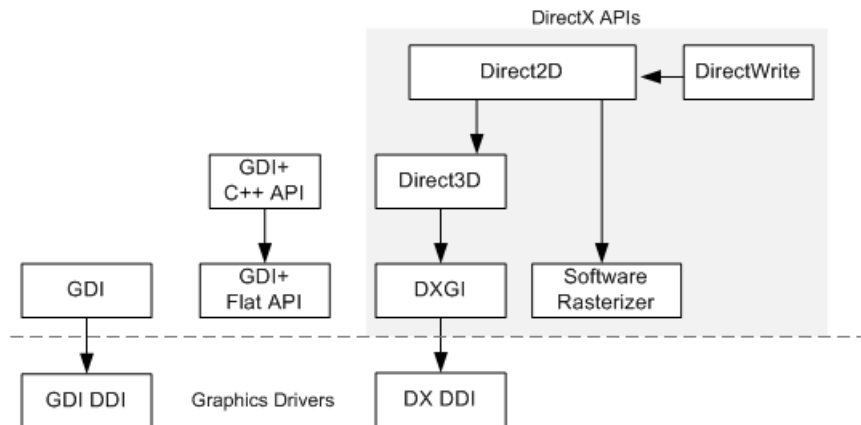 DirectX APIs
Direct2D
DirectWrite
GDI+
C++ API
Direct3D
GDI
GDI+
Flat API
DXGI
Software
Rasterizer
GDI DDI
Graphics Drivers
DX DDI